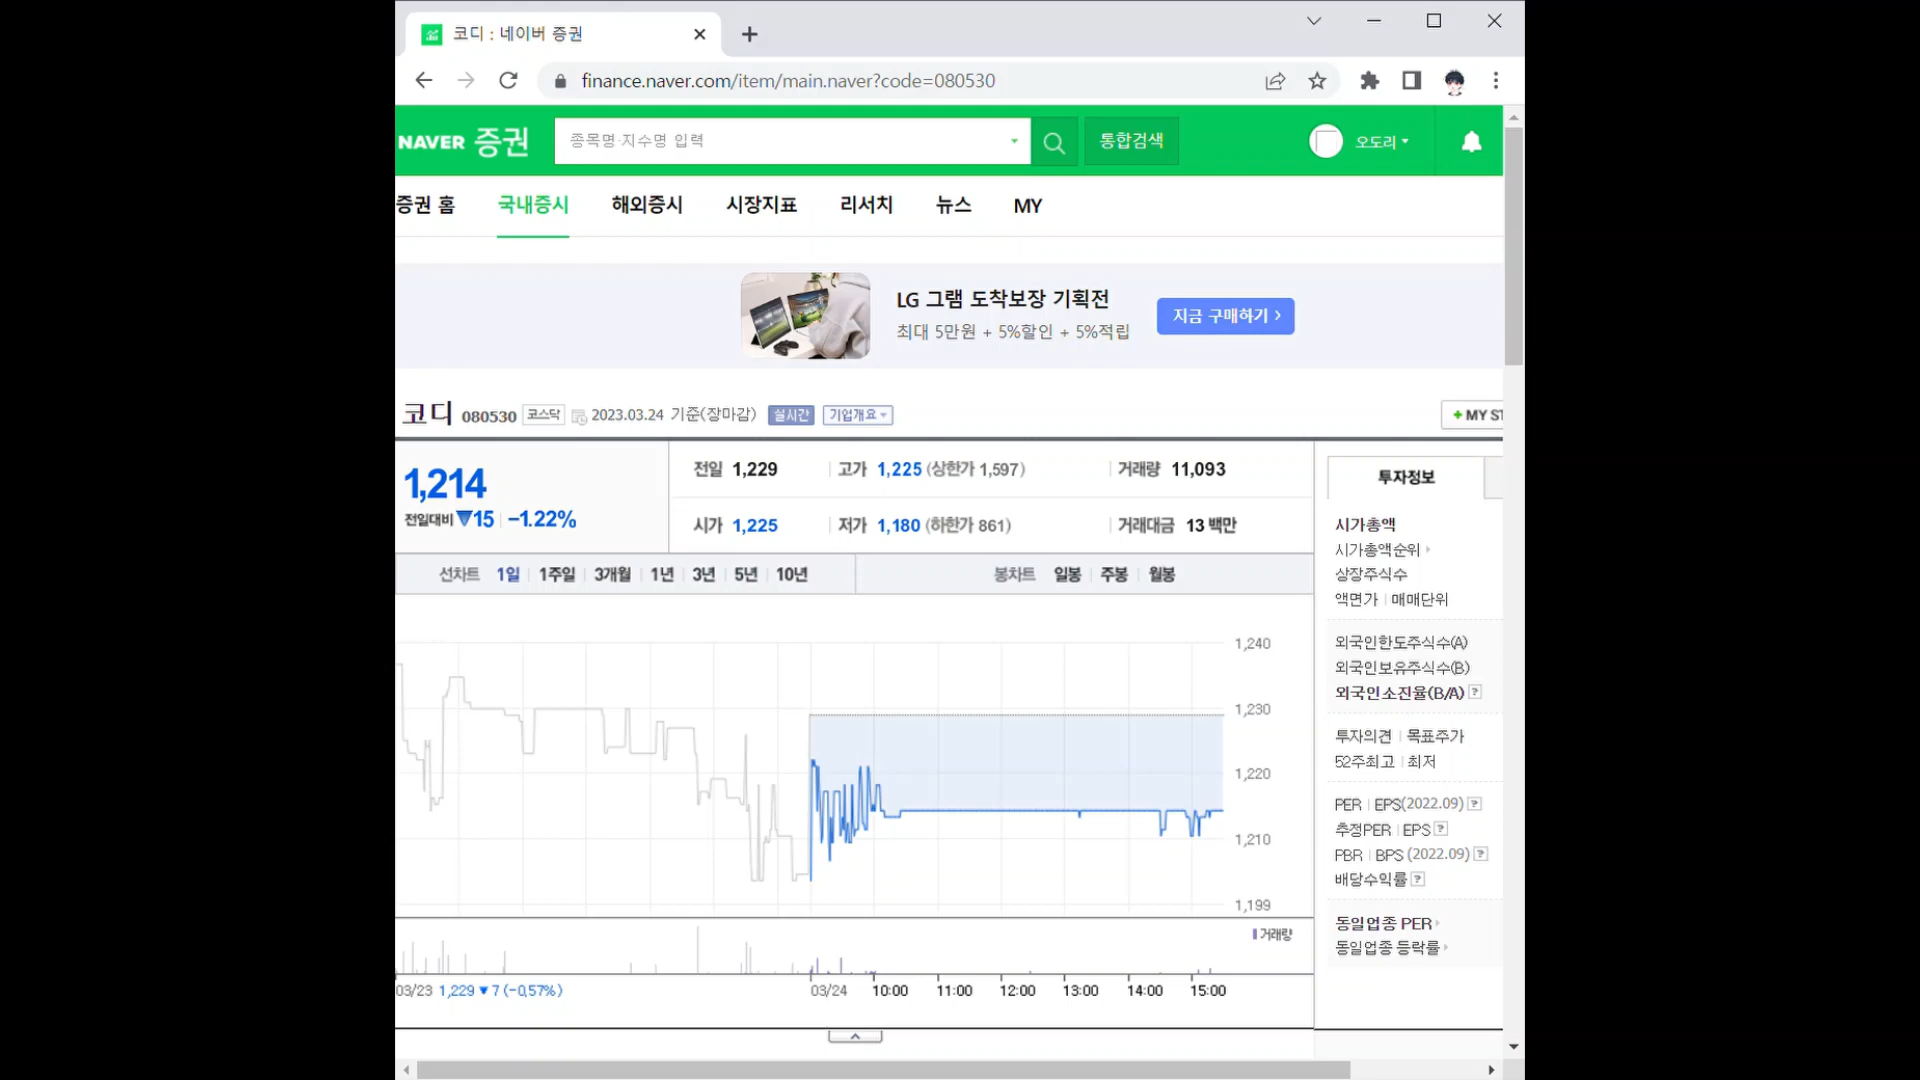 코디 : 네이버 증권
finance.naver.com/item/main.naver?code=080530
NAVER 증권
종목명·지수명 입력
통합검색
오도리
증권 홈
국내증시
해외증시
시장지표
리서치
뉴스
MY
LG 그램 도착보장 기획전
최대 5만원 + 5%할인 + 5%적립
지금 구매하기 >
코디 080530 코스닥 2023.03.24 기준(장마감) 실시간 기업개요
+ MY ST
1,214
전일대비 ▼15 -1.22%
전일 1,229
고가 1,225 (상한가 1,597)
거래량 11,093
시가 1,225
저가 1,180 (하한가 861)
거래대금 13 백만
선차트 1일 1주일 3개월 1년 3년 5년 10년
봉차트 일봉 주봉 월봉
1,240
1,230
1,220
1,210
1,199
거래량
03/23 1,229 ▼ 7 (-0.57%)
03/24 10:00 11:00 12:00 13:00 14:00 15:00
투자정보
시가총액
시가총액순위
상장주식수
액면가 | 매매단위
외국인한도주식수(A)
외국인보유주식수(B)
외국인소진율(B/A) ?
투자의견 | 목표주가
52주최고 | 최저
PER | EPS(2022.09) ?
추정PER | EPS ?
PBR | BPS (2022.09) ?
배당수익률 ?
동일업종 PER
동일업종 등락률